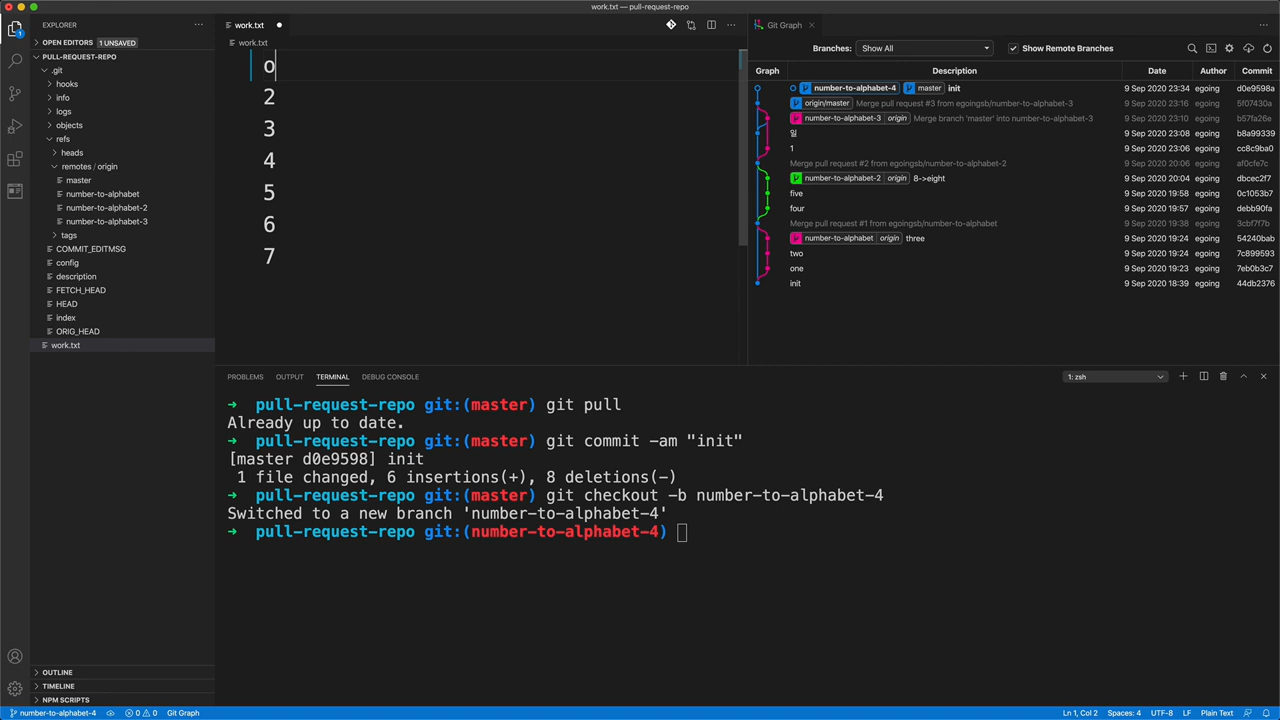 work.txt — pull-request-repo
EXPLORER
OPEN EDITORS 1 UNSAVED
PULL-REQUEST-REPO
.git
hooks
info
logs
objects
refs
heads
remotes / origin
master
number-to-alphabet
number-to-alphabet-2
number-to-alphabet-3
tags
COMMIT_EDITMSG
config
description
FETCH_HEAD
HEAD
index
ORIG_HEAD
work.txt
OUTLINE
TIMELINE
NPM SCRIPTS
work.txt
work.txt
o
2
3
4
5
6
7
Git Graph
Branches: Show All Show Remote Branches
Graph Description Date Author Commit
number-to-alphabet-4 master init 9 Sep 2020 23:34 egoing d0e9598a
origin/master Merge pull request #3 from egoingsb/number-to-alphabet-3 9 Sep 2020 23:16 egoing 5f07430a
number-to-alphabet-3 origin Merge branch 'master' into number-to-alphabet-3 9 Sep 2020 23:10 egoing b57fa26e
일 9 Sep 2020 23:08 egoing b8a99339
1 9 Sep 2020 23:06 egoing cc8c9ba0
Merge pull request #2 from egoingsb/number-to-alphabet-2 9 Sep 2020 20:06 egoing af0cfe7c
number-to-alphabet-2 origin 8->eight 9 Sep 2020 20:04 egoing dbcec2f7
five 9 Sep 2020 19:58 egoing 0c1053b7
four 9 Sep 2020 19:57 egoing debb90fa
Merge pull request #1 from egoingsb/number-to-alphabet 9 Sep 2020 19:38 egoing 3cbf7f7b
number-to-alphabet origin three 9 Sep 2020 19:24 egoing 54240bab
two 9 Sep 2020 19:24 egoing 7c899593
one 9 Sep 2020 19:23 egoing 7eb0b3c7
init 9 Sep 2020 18:39 egoing 44db2376
PROBLEMS OUTPUT TERMINAL DEBUG CONSOLE 1: zsh
➜ pull-request-repo git:(master) git pull
Already up to date.
➜ pull-request-repo git:(master) git commit -am "init"
[master d0e9598] init
1 file changed, 6 insertions(+), 8 deletions(-)
➜ pull-request-repo git:(master) git checkout -b number-to-alphabet-4
Switched to a new branch 'number-to-alphabet-4'
➜ pull-request-repo git:(number-to-alphabet-4)
number-to-alphabet-4 0 0 Git Graph Ln 1, Col 2 Spaces: 4 UTF-8 LF Plain Text